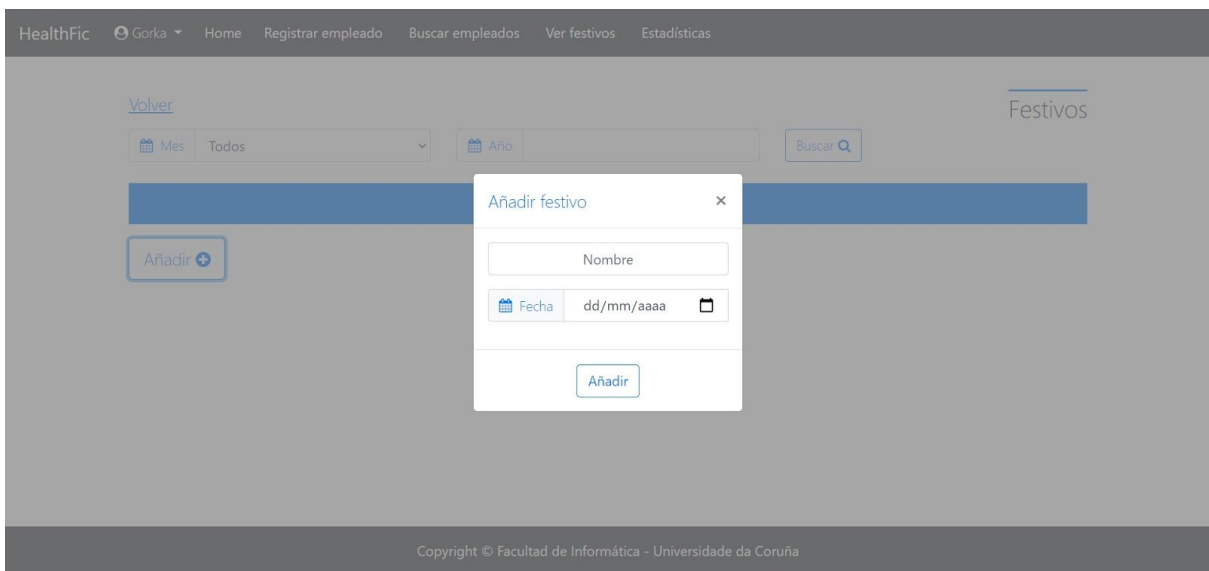 HealthFic Gorka Home Registrar empleado Buscar empleados Ver festivos Estadísticas
Volver
Festivos
Mes Todos Año Buscar
Añadir festivo ×
Nombre
Fecha dd/mm/aaaa
Añadir
Añadir
Copyright © Facultad de Informática - Universidade da Coruña